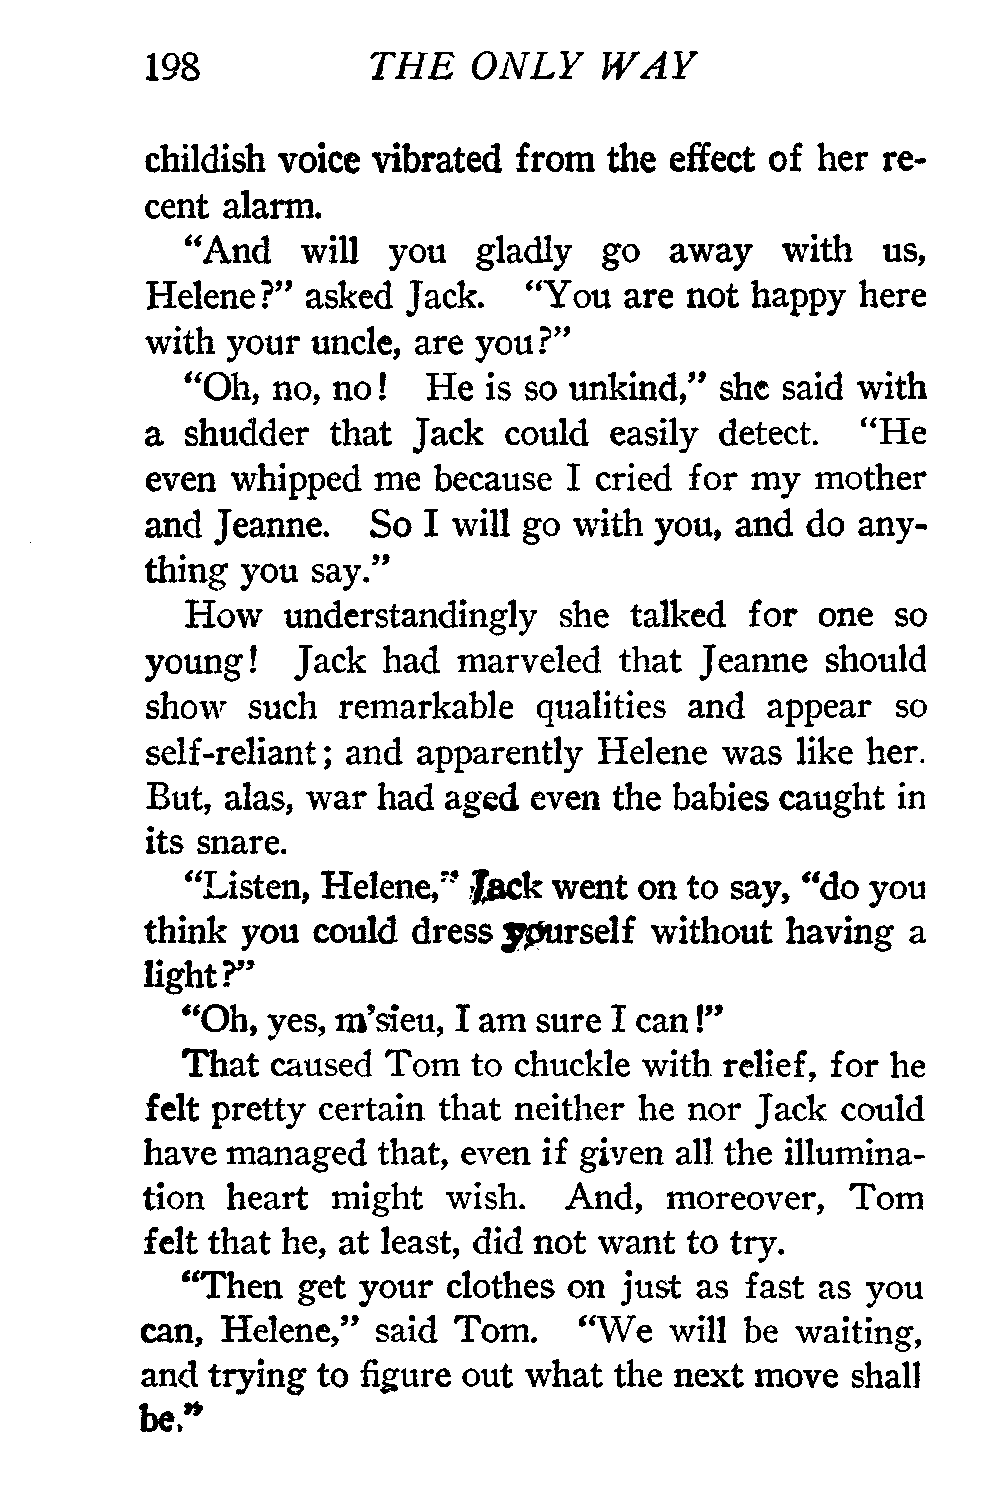 198 THE ONLY WAY
childish voice vibrated from the effect of her re-
cent alarm.
"And will you gladly go away with us,
Helene?" asked Jack. "You are not happy here
with your uncle, are you?"
"Oh, no, no! He is so unkind," she said with
a shudder that Jack could easily detect. "He
even whipped me because I cried for my mother
and Jeanne. So I will go with you, and do any-
thing you say."
How understandingly she talked for one so
young! Jack had marveled that Jeanne should
show such remarkable qualities and appear so
self-reliant; and apparently Helene was like her.
But, alas, war had aged even the babies caught in
its snare.
"Listen, Helene," Jack went on to say, "do you
think you could dress yourself without having a
light?"
"Oh, yes, m'sieu, I am sure I can!"
That caused Tom to chuckle with relief, for he
felt pretty certain that neither he nor Jack could
have managed that, even if given all the illumina-
tion heart might wish. And, moreover, Tom
felt that he, at least, did not want to try.
"Then get your clothes on just as fast as you
can, Helene," said Tom. "We will be waiting,
and trying to figure out what the next move shall
be."